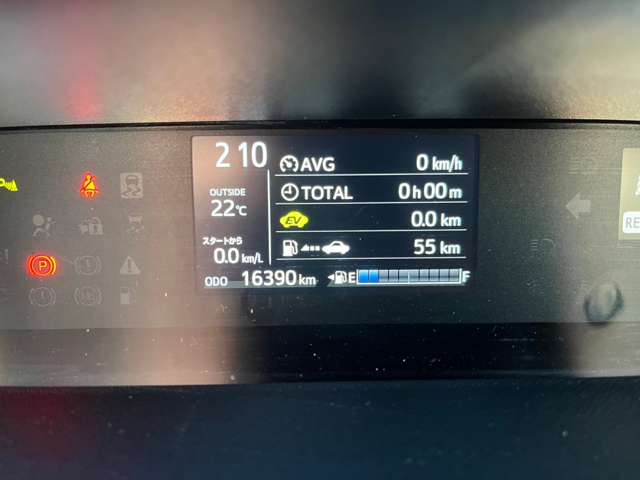 2 10
AVG 0 km/h
OUTSIDE
22℃
TOTAL 0h00m
EV 0.0 km
スタートから
0.0 km/L
55 km
ODO 16390 km
E F
P
RE